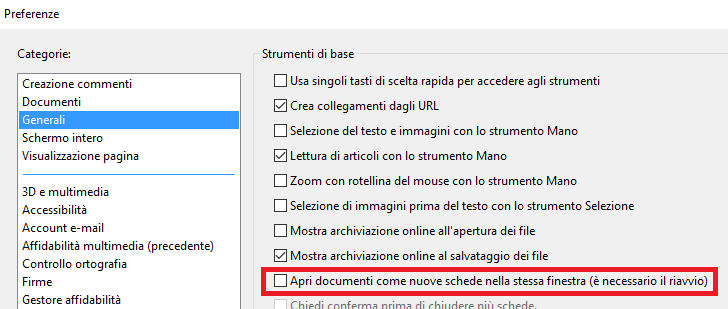 Preferenze
Categorie:
Creazione commenti
Documenti
Generali
Schermo intero
Visualizzazione pagina
3D e multimedia
Accessibilità
Account e-mail
Affidabilità multimedia (precedente)
Controllo ortografia
Firme
Gestore affidabilità
Strumenti di base
Usa singoli tasti di scelta rapida per accedere agli strumenti
Crea collegamenti dagli URL
Selezione del testo e immagini con lo strumento Mano
Lettura di articoli con lo strumento Mano
Zoom con rotellina del mouse con lo strumento Mano
Selezione di immagini prima del testo con lo strumento Selezione
Mostra archiviazione online all'apertura dei file
Mostra archiviazione online al salvataggio dei file
Apri documenti come nuove schede nella stessa finestra (è necessario il riavvio)
Chiedi conferma prima di chiudere più schede.